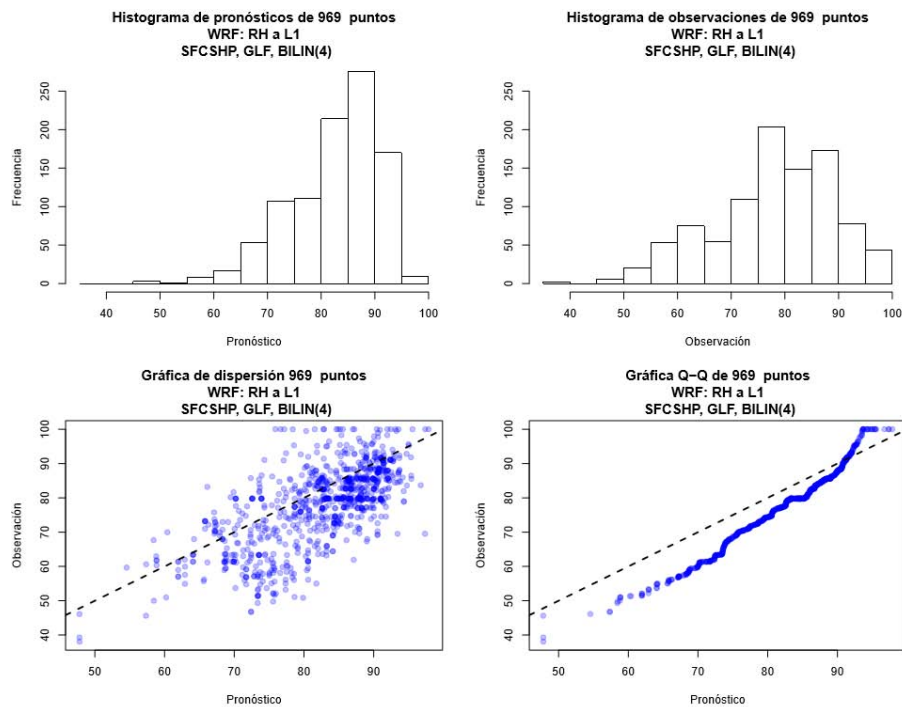 Histograma de pronósticos de 969 puntos
WRF: RH a L1
SFCSHP, GLF, BILIN(4)
Frecuencia
250
200
150
100
50
0
40 50 60 70 80 90 100
Pronóstico
Histograma de observaciones de 969 puntos
WRF: RH a L1
SFCSHP, GLF, BILIN(4)
Frecuencia
250
200
150
100
50
0
40 50 60 70 80 90 100
Observación
Gráfica de dispersión 969 puntos
WRF: RH a L1
SFCSHP, GLF, BILIN(4)
Observación
100
90
80
70
60
50
40
50 60 70 80 90
Pronóstico
Gráfica Q−Q de 969 puntos
WRF: RH a L1
SFCSHP, GLF, BILIN(4)
Observación
100
90
80
70
60
50
40
50 60 70 80 90
Pronóstico